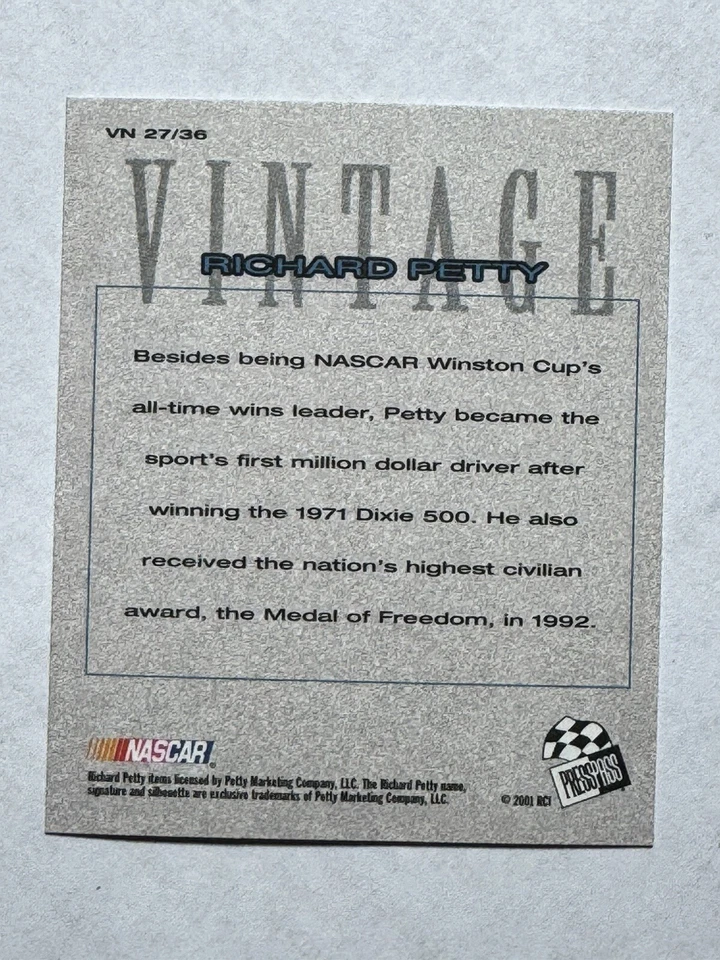 VN 27/36
VINTAGE
RICHARD PETTY
Besides being NASCAR Winston Cup's
all-time wins leader, Petty became the
sport's first million dollar driver after
winning the 1971 Dixie 500. He also
received the nation's highest civilian
award, the Medal of Freedom, in 1992.
NASCAR®
Richard Petty items licensed by Petty Marketing Company, LLC. The Richard Petty name,
signature and silhouette are exclusive trademarks of Petty Marketing Company, LLC.
© 2001 RCI
PRESS PASS